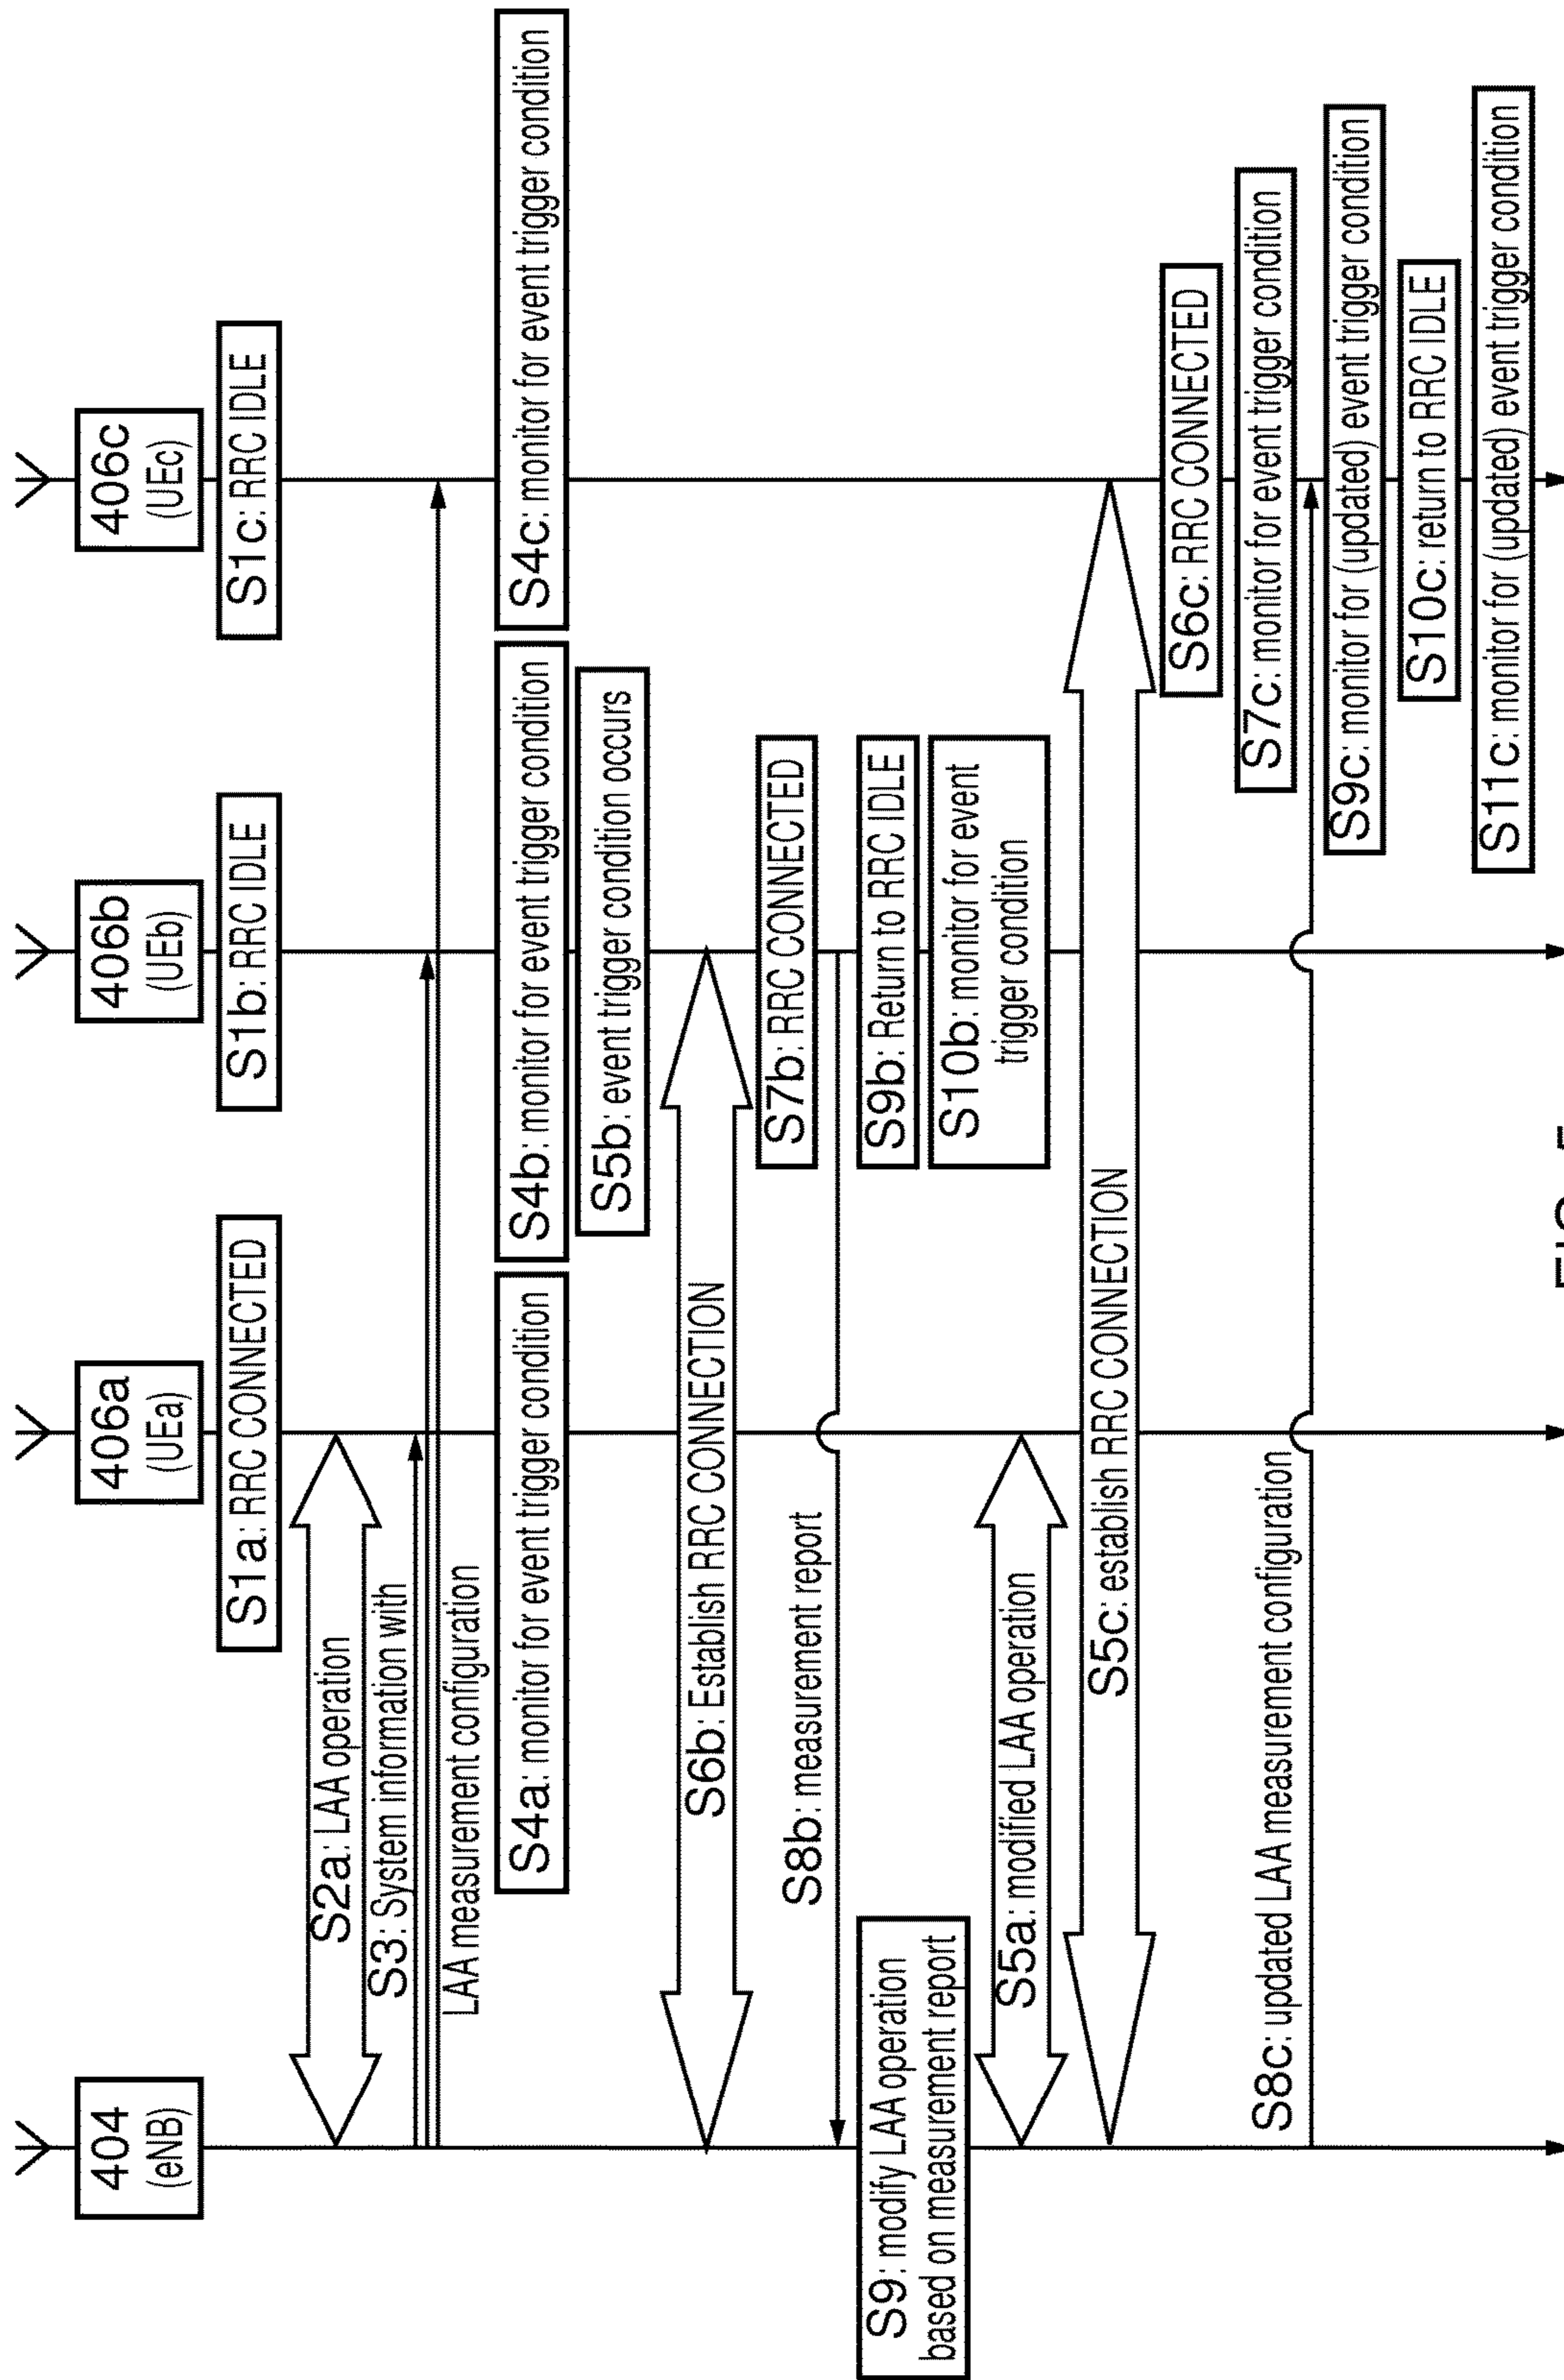 404
(eNB)
406a
(UEa)
406b
(UEb)
406c
(UEc)
S1a: RRC CONNECTED
S1b: RRC IDLE
S1c: RRC IDLE
S2a: LAA operation
S3: System information with
LAA measurement configuration
S4a: monitor for event trigger condition
S4b: monitor for event trigger condition
S4c: monitor for event trigger condition
S5b: event trigger condition occurs
S6b: Establish RRC CONNECTION
S7b: RRC CONNECTED
S8b: measurement report
S9: modify LAA operation
based on measurement report
S9b: Return to RRC IDLE
S10b: monitor for event
trigger condition
S5a: modified LAA operation
S5c: establish RRC CONNECTION
S6c: RRC CONNECTED
S7c: monitor for event trigger condition
S8c: updated LAA measurement configuration
S9c: monitor for (updated) event trigger condition
S10c: return to RRC IDLE
S11c: monitor for (updated) event trigger condition